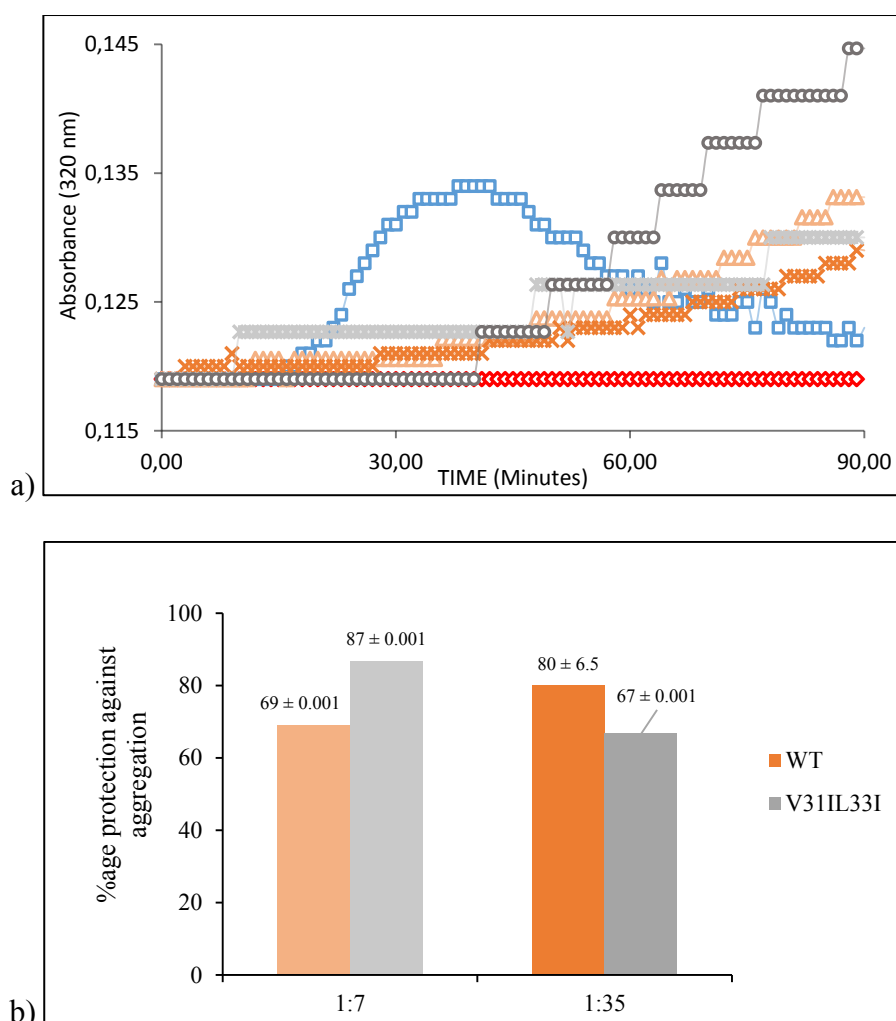 0,145
0,135
0,125
0,115
Absorbance (320 nm)
0,00
30,00
60,00
90,00
TIME (Minutes)
a)
100
80
60
40
20
0
%age protection against
aggregation
69 ± 0.001
87 ± 0.001
80 ± 6.5
67 ± 0.001
WT
V31IL33I
1:7
1:35
b)